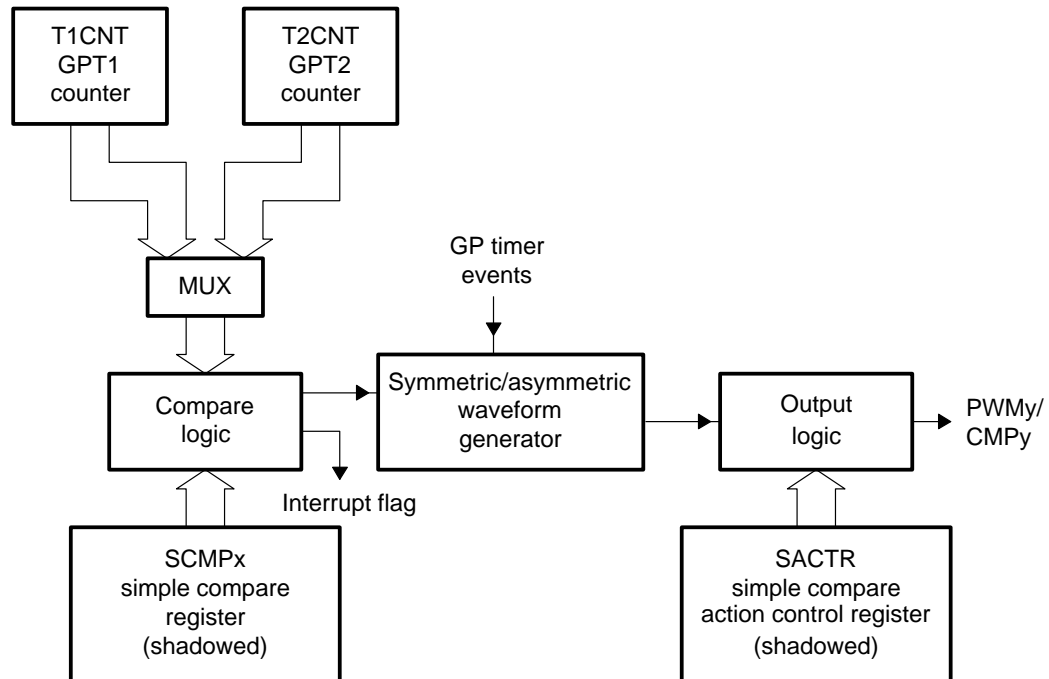 T1CNT
GPT1
counter
T2CNT
GPT2
counter
MUX
GP timer
events
Compare
logic
Symmetric/asymmetric
waveform
generator
Output
logic
PWMy/
CMPy
Interrupt flag
SCMPx
simple compare
register
(shadowed)
SACTR
simple compare
action control register
(shadowed)